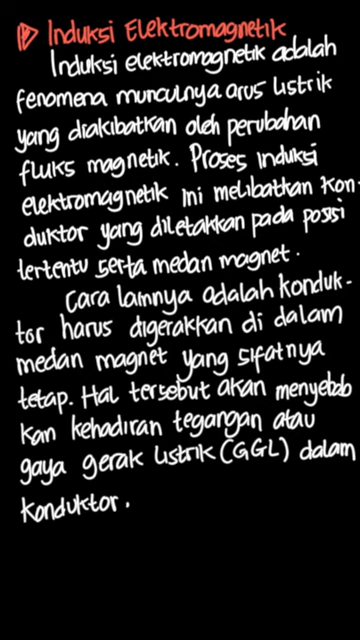 Induksi Elektromagnetik
Induksi elektromagnetik adalah
fenomena munculnya arus listrik
yang diakibatkan oleh perubahan
fluks magnetik. Proses induksi
elektromagnetik ini melibatkan kon-
duktor yang diletakkan pada posisi
tertentu serta medan magnet.
Cara lainnya adalah konduk-
tor harus digerakkan di dalam
medan magnet yang sifatnya
tetap. Hal tersebut akan menyebab
kan kehadiran tegangan atau
gaya gerak listrik (GGL) dalam
konduktor.